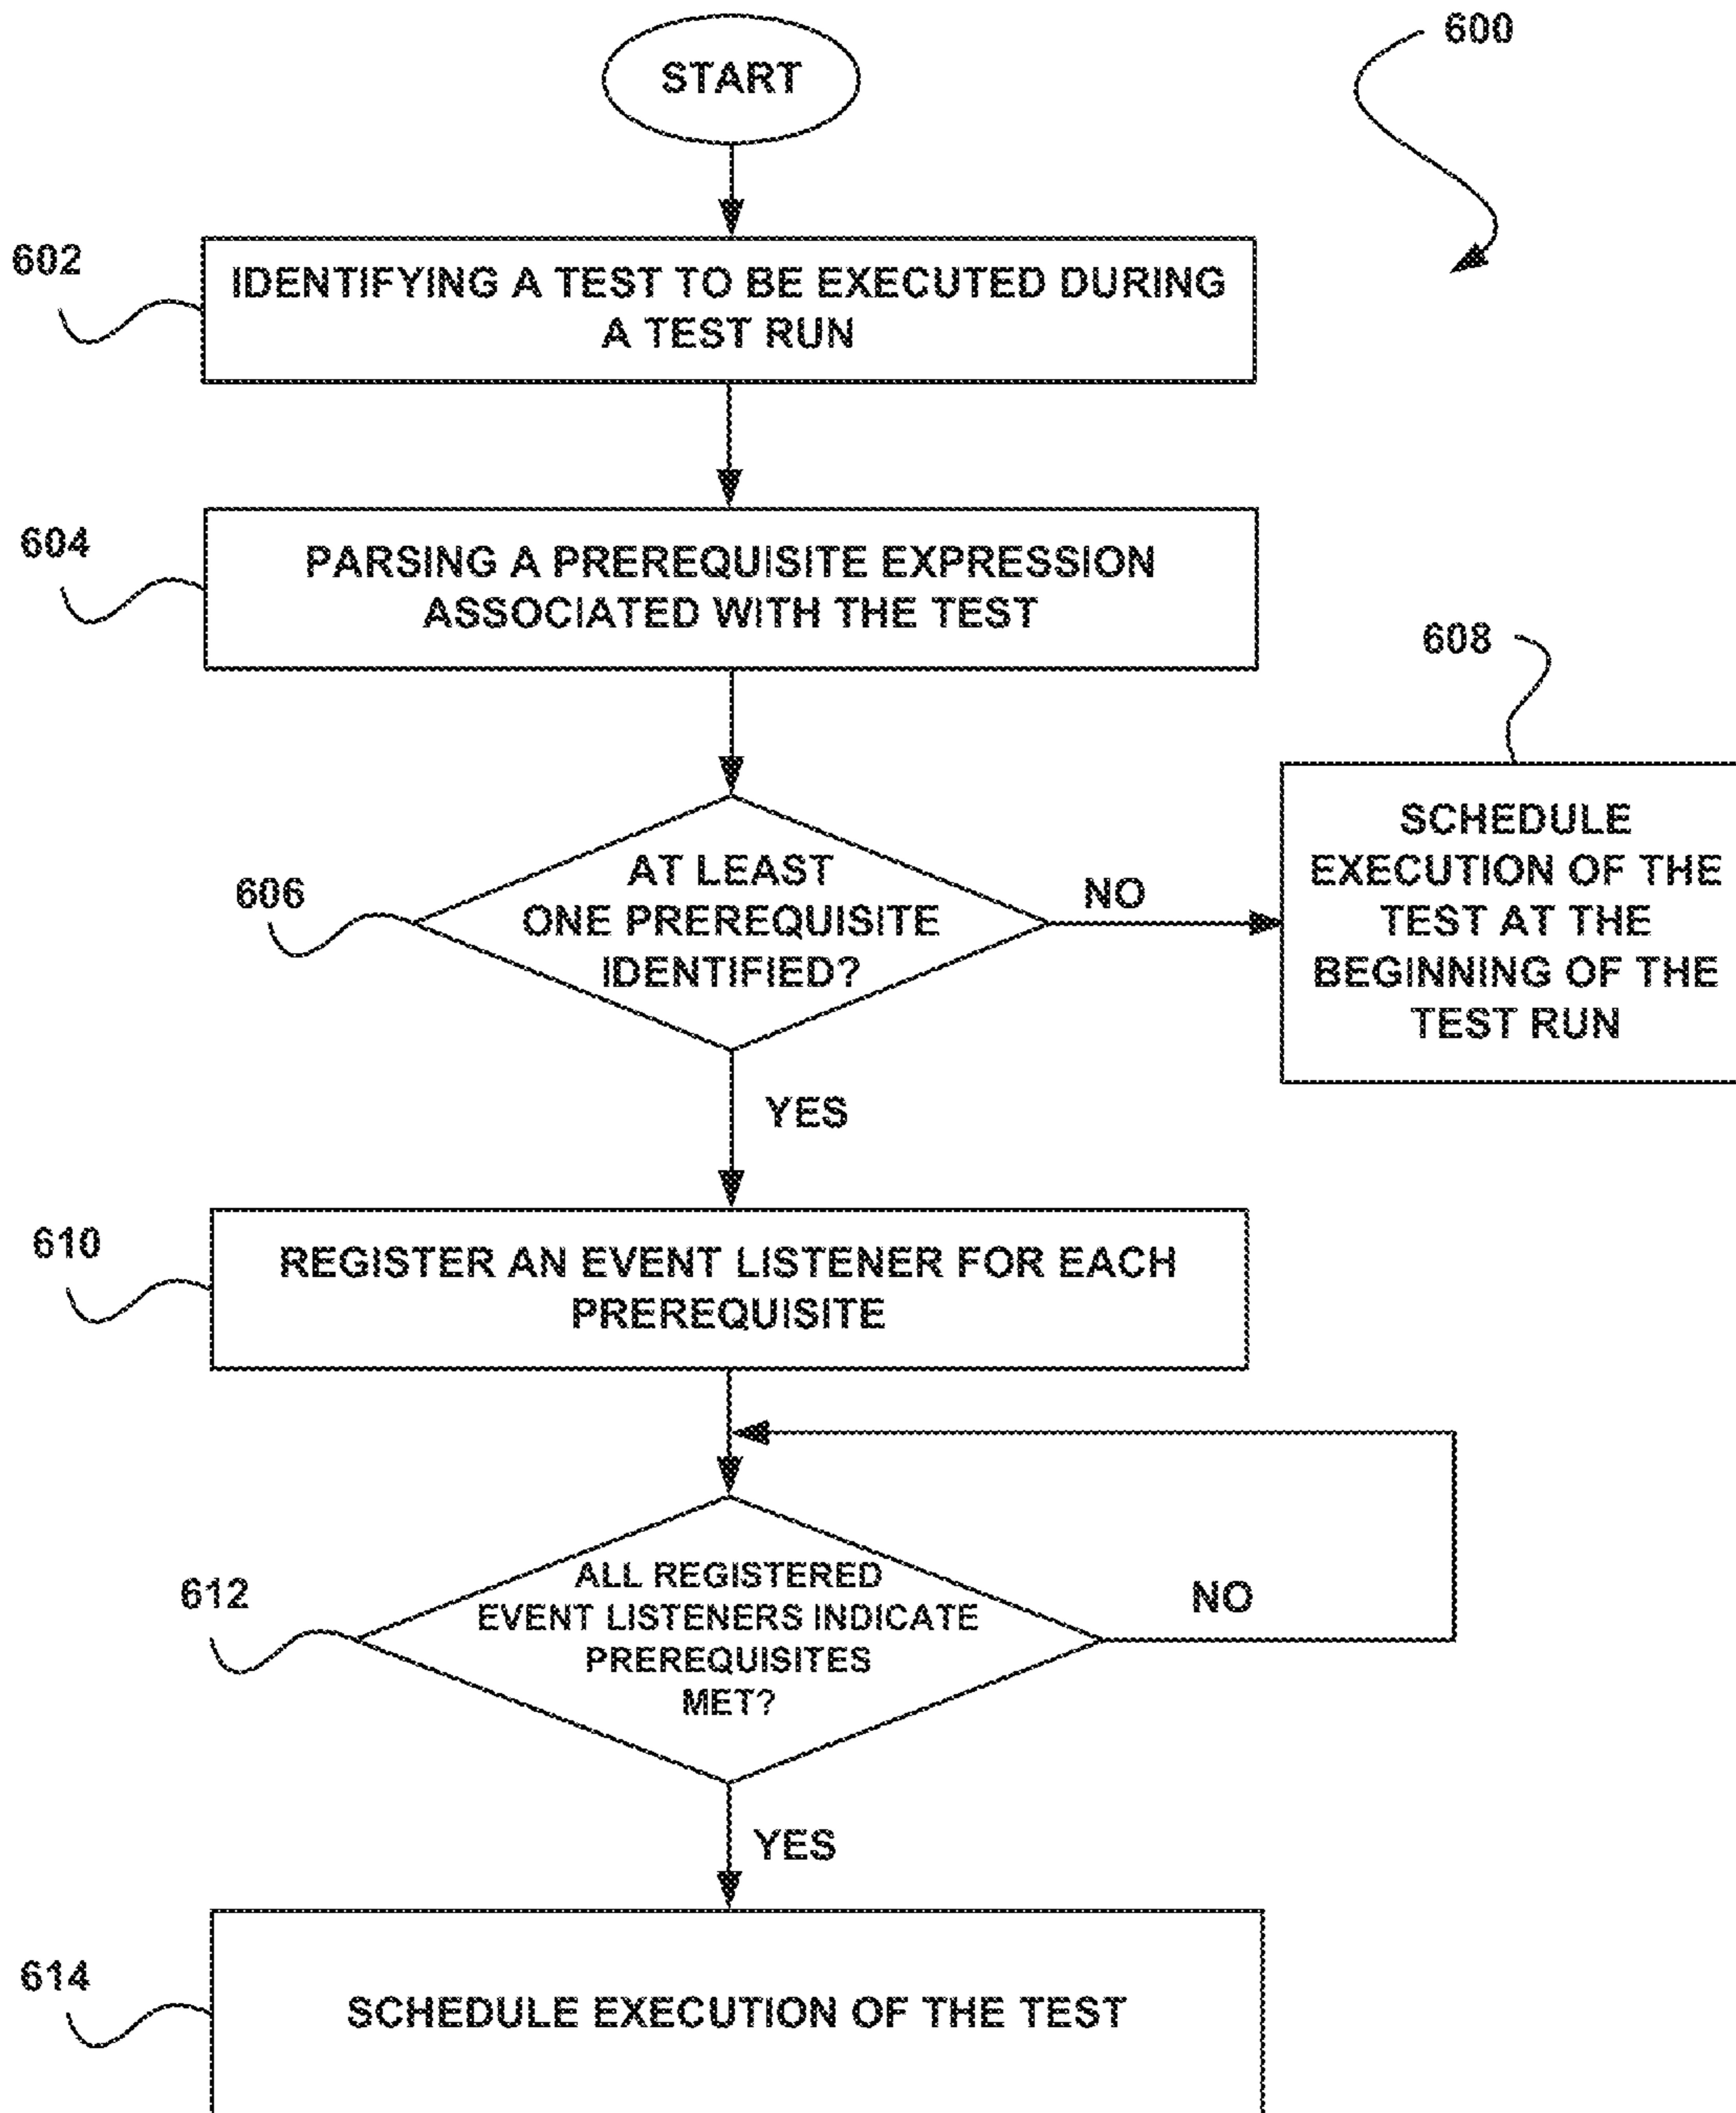 START
600
602
IDENTIFYING A TEST TO BE EXECUTED DURING
A TEST RUN
604
PARSING A PREREQUISITE EXPRESSION
ASSOCIATED WITH THE TEST
606
AT LEAST
ONE PREREQUISITE
IDENTIFIED?
NO
608
SCHEDULE
EXECUTION OF THE
TEST AT THE
BEGINNING OF THE
TEST RUN
YES
610
REGISTER AN EVENT LISTENER FOR EACH
PREREQUISITE
612
ALL REGISTERED
EVENT LISTENERS INDICATE
PREREQUISITES
MET?
NO
YES
614
SCHEDULE EXECUTION OF THE TEST